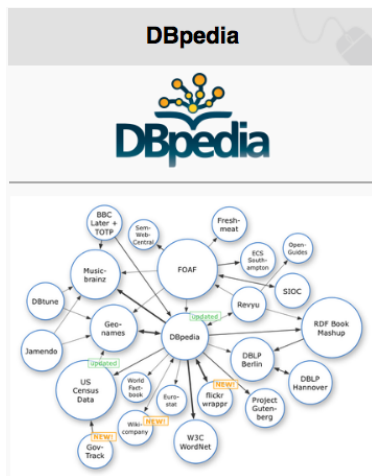 DBpedia
DBpedia
BBC
Later +
TOTP
Sem-
Web-
Central
Fresh-
meat
ECS
South-
ampton
Open-
Guides
Music-
brainz
FOAF
SIOC
DBtune
Revyu
Geo-
names
Updated
RDF Book
Mashup
DBpedia
Jamendo
Updated
DBLP
Berlin
US
Census
Data
World
Fact-
book
NEW!
DBLP
Hannover
Euro-
stat
flickr
wrappr
Project
Guten-
berg
NEW!
Wiki-
company
NEW!
Gov-
Track
W3C
WordNet